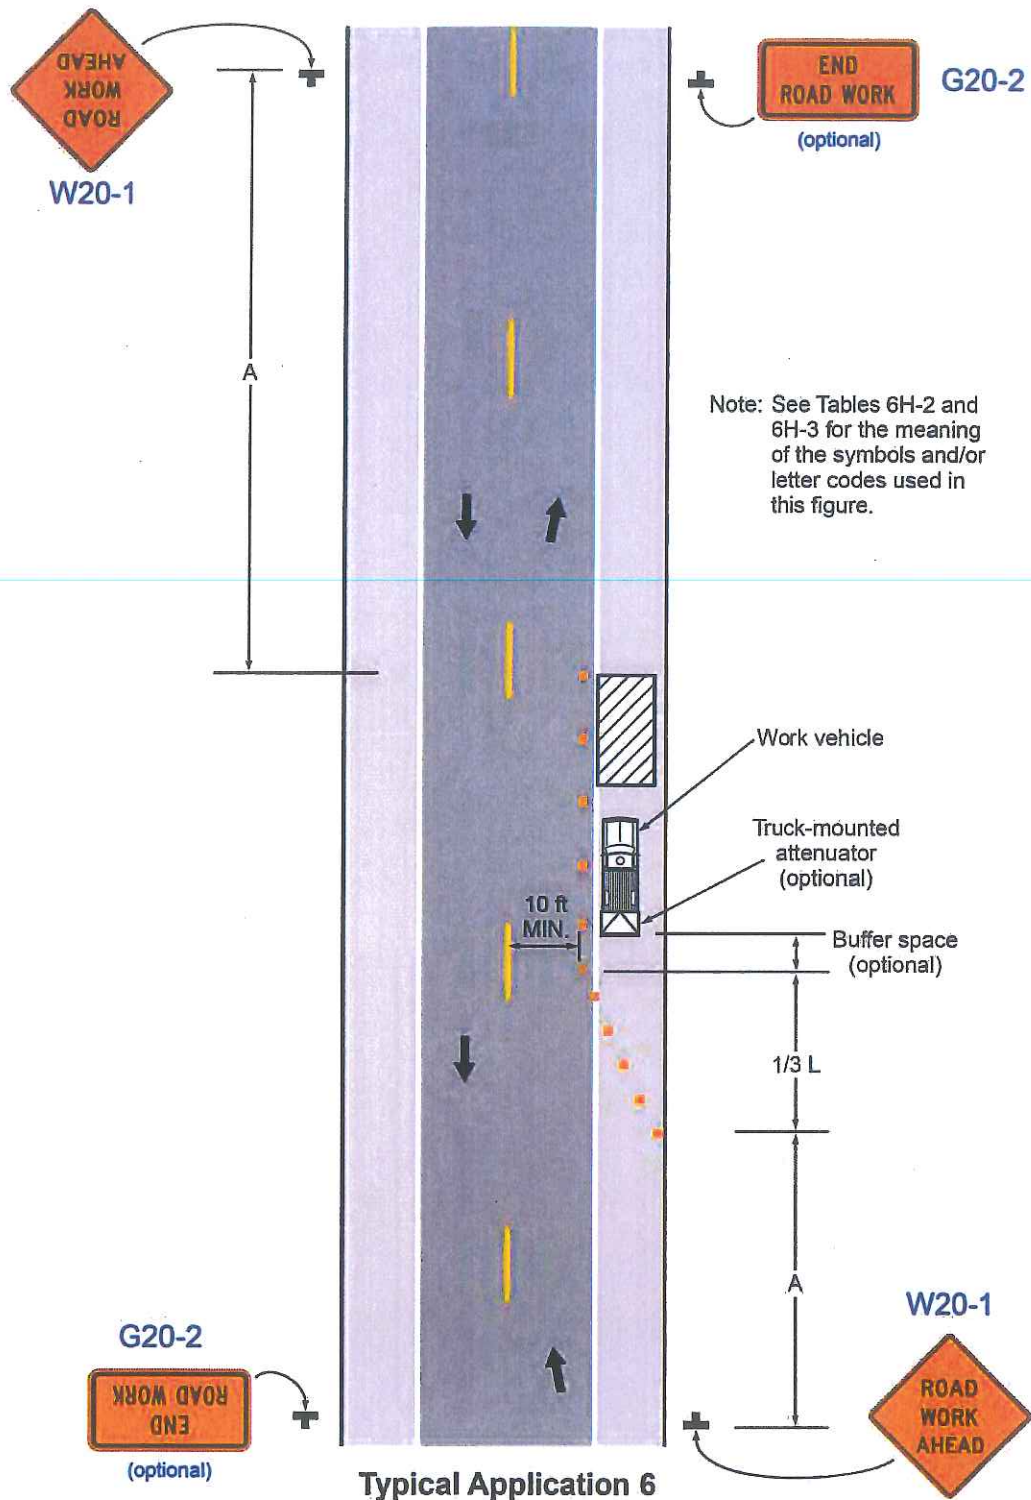 ROAD
WORK
AHEAD
W20-1
END
ROAD WORK
(optional)
G20-2
A
Note: See Tables 6H-2 and
6H-3 for the meaning
of the symbols and/or
letter codes used in
this figure.
Work vehicle
Truck-mounted
attenuator
(optional)
10 ft
MIN.
Buffer space
(optional)
1/3 L
A
G20-2
END
ROAD WORK
(optional)
W20-1
ROAD
WORK
AHEAD
Typical Application 6